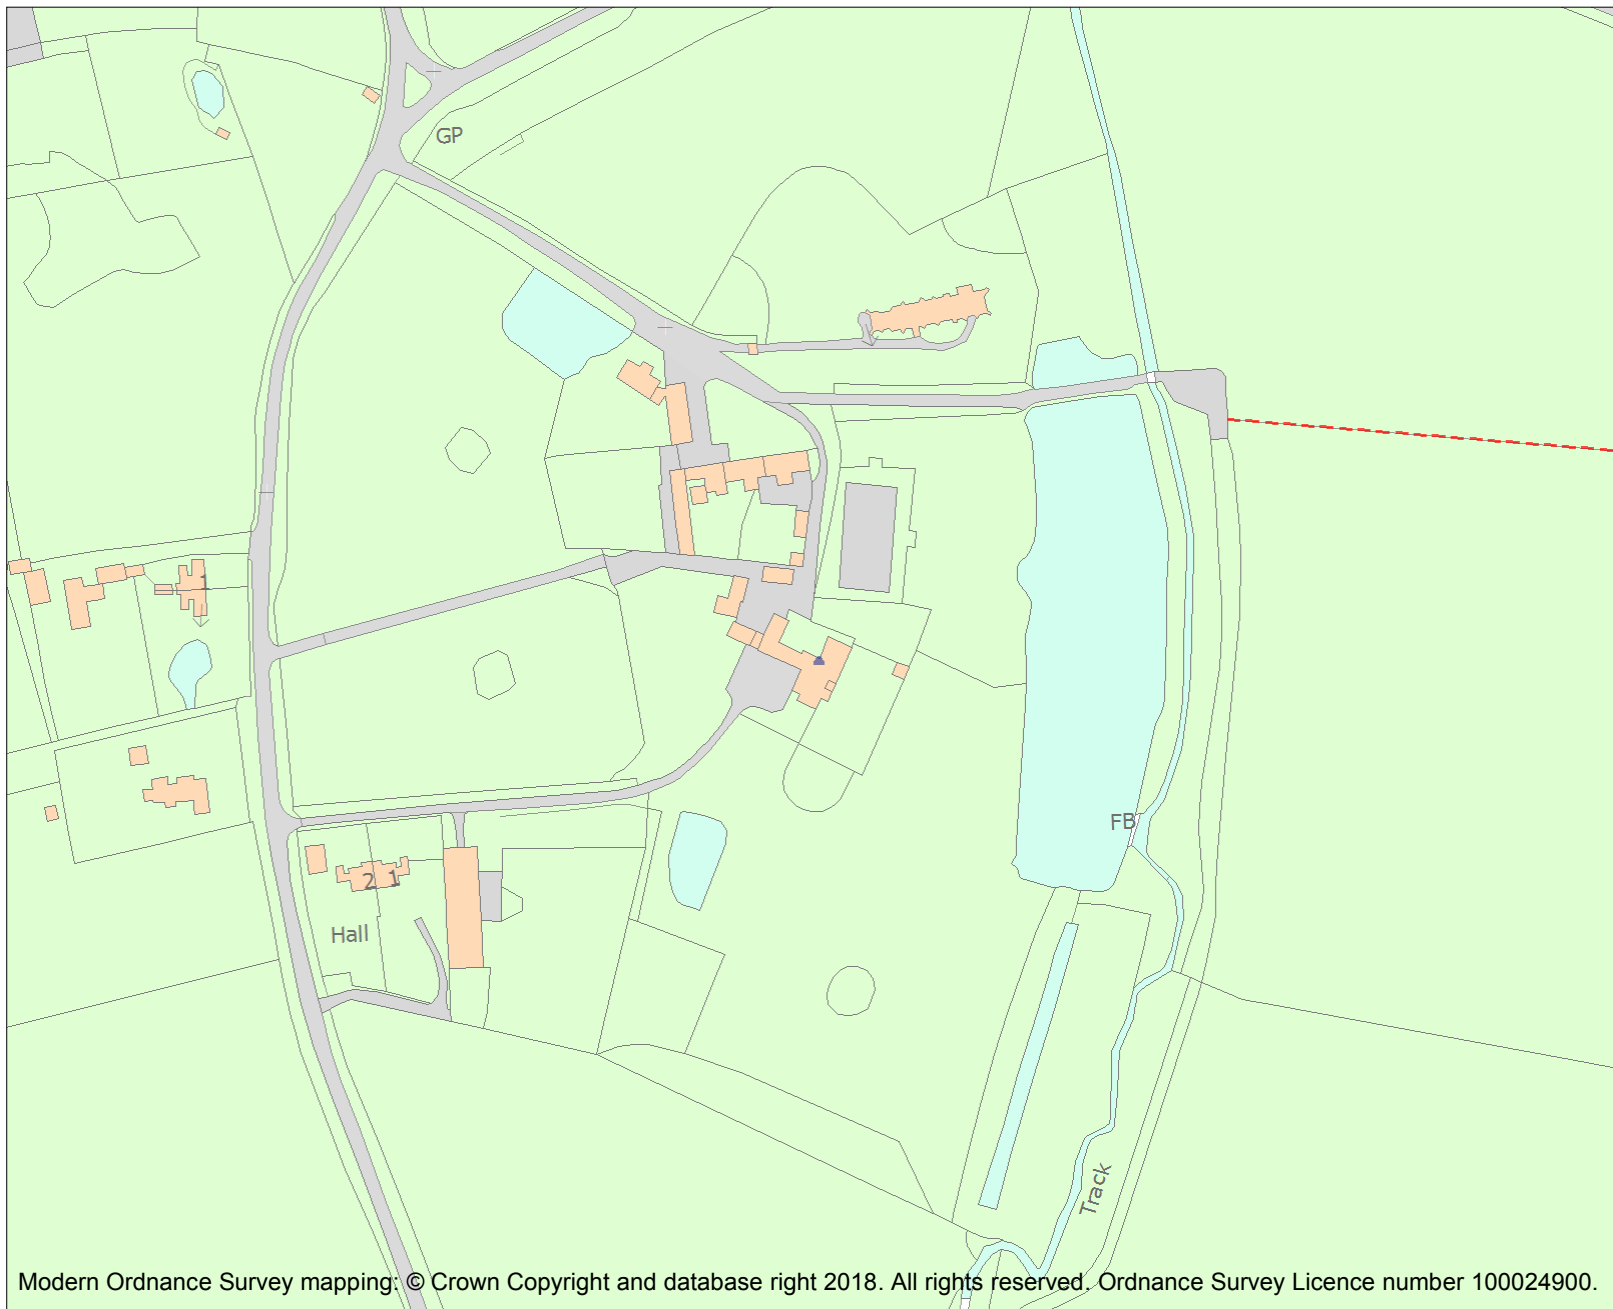 GP
1
FB
2 1
Hall
Track
Modern Ordnance Survey mapping: © Crown Copyright and database right 2018. All rights reserved. Ordnance Survey Licence number 100024900.